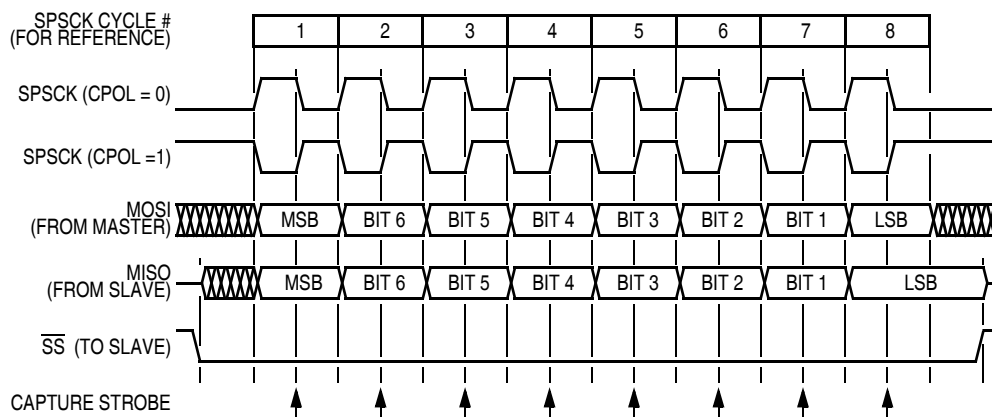 SPSCK CYCLE #
(FOR REFERENCE)
1 2 3 4 5 6 7 8
SPSCK (CPOL = 0)
SPSCK (CPOL =1)
MOSI
(FROM MASTER)
MSB BIT 6 BIT 5 BIT 4 BIT 3 BIT 2 BIT 1 LSB
MISO
(FROM SLAVE)
MSB BIT 6 BIT 5 BIT 4 BIT 3 BIT 2 BIT 1 LSB
SS (TO SLAVE)
CAPTURE STROBE